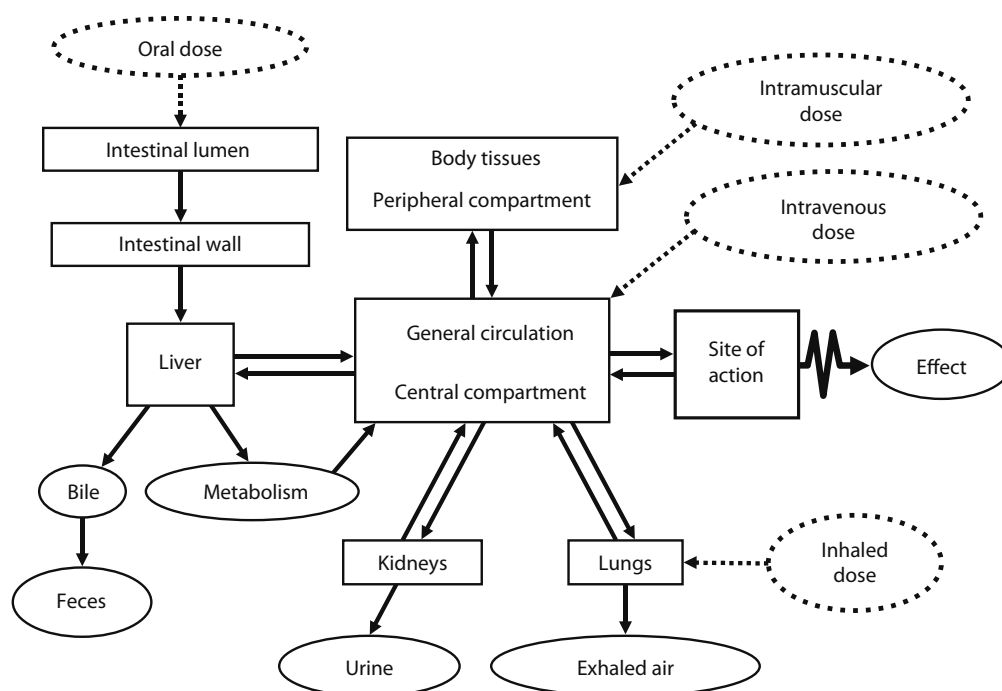 Oral dose
Intramuscular
dose
Intestinal lumen
Body tissues
Peripheral compartment
Intravenous
dose
Intestinal wall
General circulation
Central compartment
Liver
Site of
action
Effect
Bile
Metabolism
Kidneys
Lungs
Inhaled
dose
Feces
Urine
Exhaled air